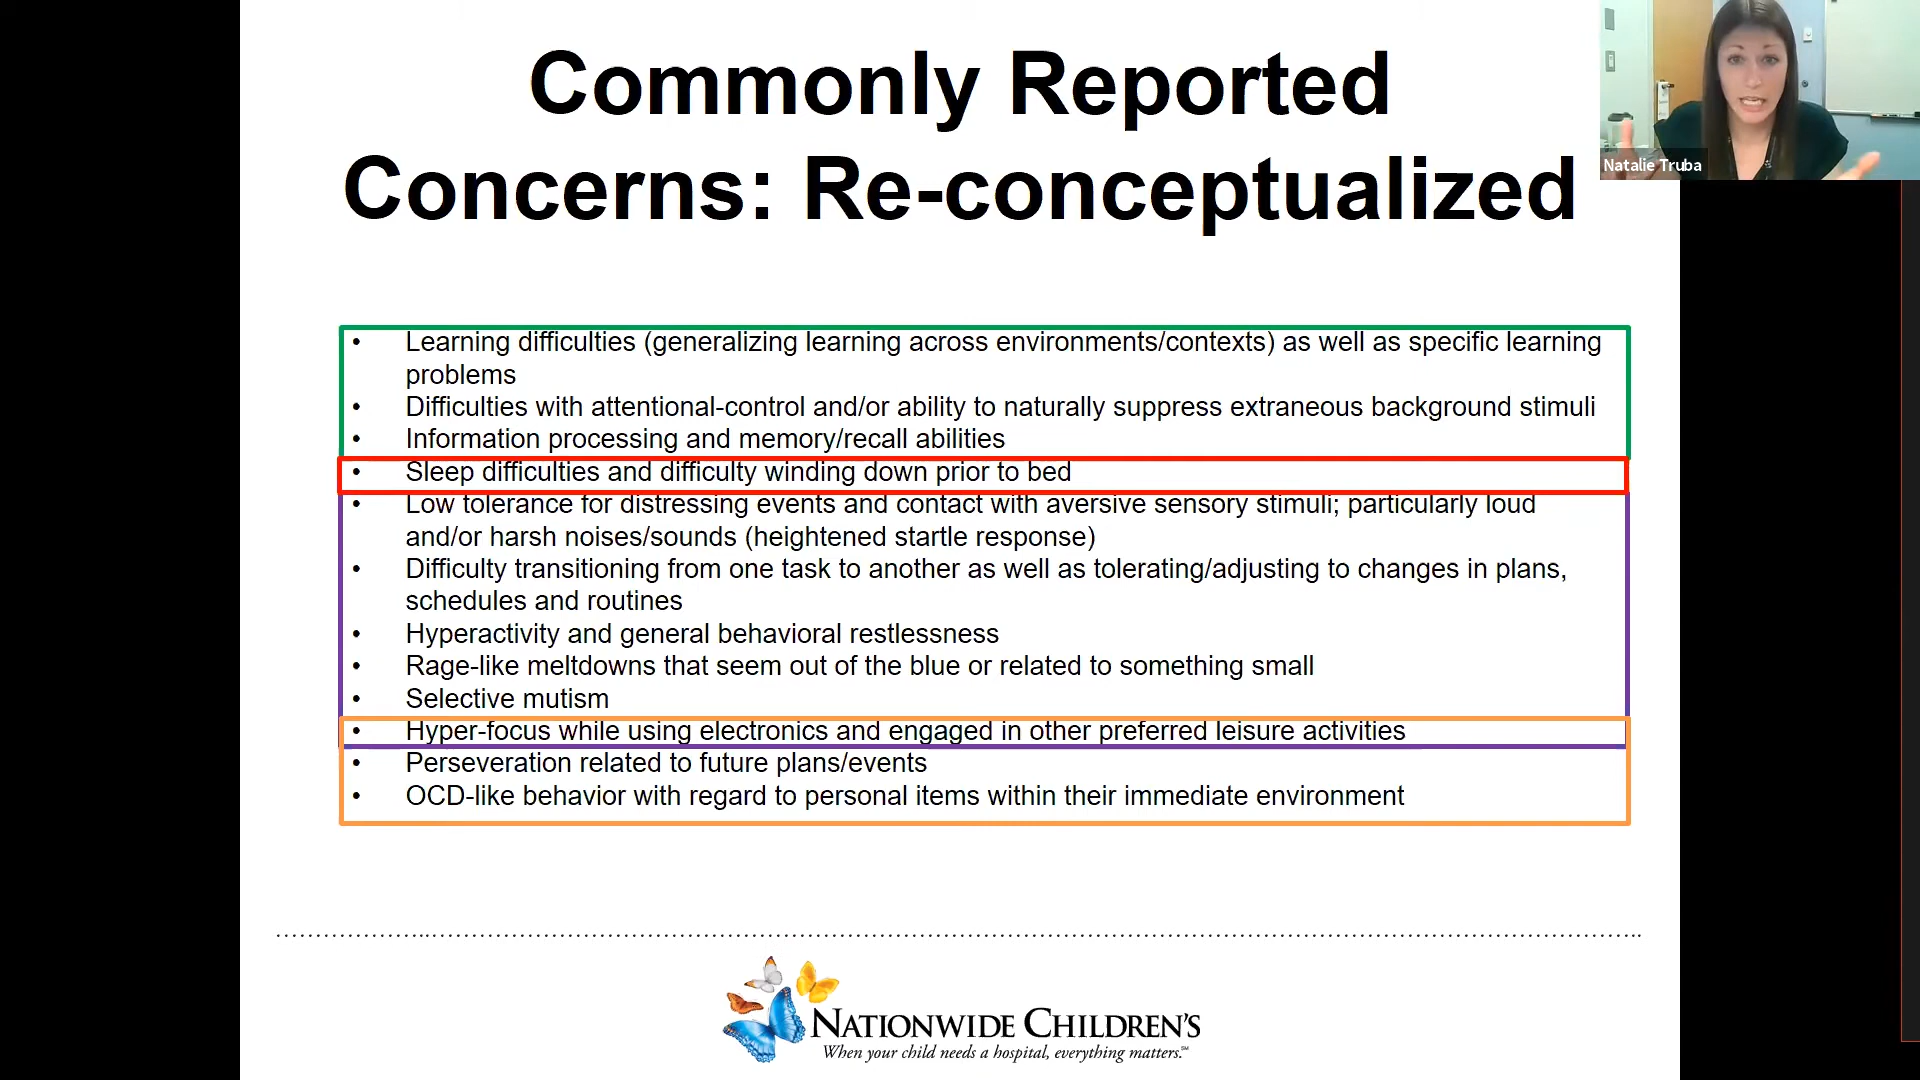 Commonly Reported
Concerns: Re-conceptualized
Natalie Truba
• Learning difficulties (generalizing learning across environments/contexts) as well as specific learning
problems
• Difficulties with attentional-control and/or ability to naturally suppress extraneous background stimuli
• Information processing and memory/recall abilities
• Sleep difficulties and difficulty winding down prior to bed
• Low tolerance for distressing events and contact with aversive sensory stimuli; particularly loud
and/or harsh noises/sounds (heightened startle response)
• Difficulty transitioning from one task to another as well as tolerating/adjusting to changes in plans,
schedules and routines
• Hyperactivity and general behavioral restlessness
• Rage-like meltdowns that seem out of the blue or related to something small
• Selective mutism
• Hyper-focus while using electronics and engaged in other preferred leisure activities
• Perseveration related to future plans/events
• OCD-like behavior with regard to personal items within their immediate environment
NATIONWIDE CHILDREN'S
When your child needs a hospital, everything matters.℠